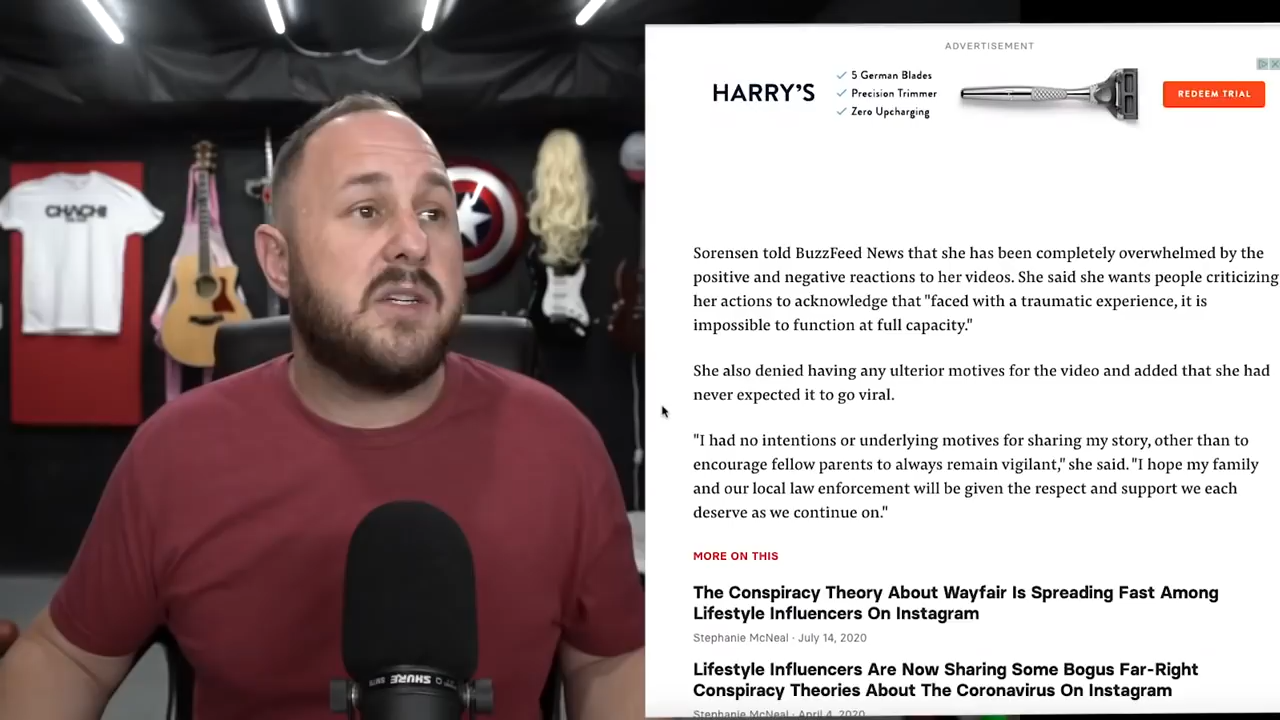 ADVERTISEMENT
HARRY'S
5 German Blades
Precision Trimmer
Zero Upcharging
REDEEM TRIAL
CHACHI
Sorensen told BuzzFeed News that she has been completely overwhelmed by the
positive and negative reactions to her videos. She said she wants people criticizing
her actions to acknowledge that "faced with a traumatic experience, it is
impossible to function at full capacity."
She also denied having any ulterior motives for the video and added that she had
never expected it to go viral.
"I had no intentions or underlying motives for sharing my story, other than to
encourage fellow parents to always remain vigilant," she said. "I hope my family
and our local law enforcement will be given the respect and support we each
deserve as we continue on."
MORE ON THIS
The Conspiracy Theory About Wayfair Is Spreading Fast Among
Lifestyle Influencers On Instagram
Stephanie McNeal · July 14, 2020
Lifestyle Influencers Are Now Sharing Some Bogus Far-Right
Conspiracy Theories About The Coronavirus On Instagram
Stephanie McNeal · April 4, 2020
SHURE